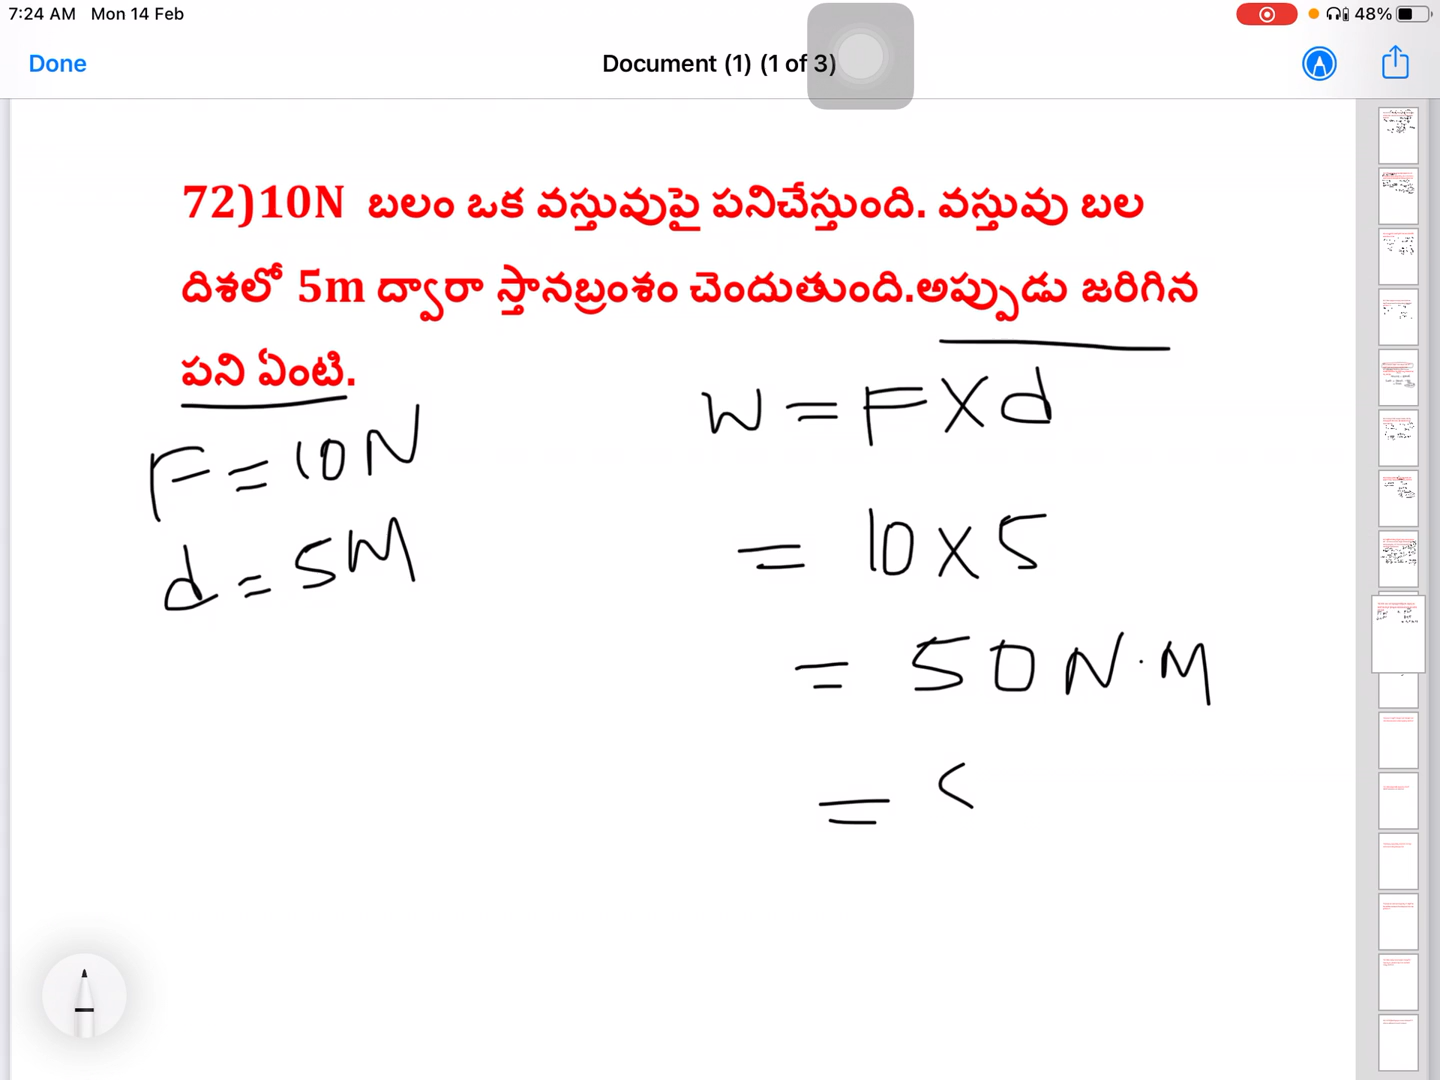 7:24 AM Mon 14 Feb
48%
Done
Document (1) (1 of 3)
72)10N బలం ఒక వస్తువుపై పనిచేస్తుంది. వస్తువు బల
దిశలో 5m ద్వారా స్తానబ్రంశం చెందుతుంది.అప్పుడు జరిగిన
పని ఏంటి.
F = 10N
d = 5M
W = F X d
= 10 X 5
= 50 N.M
=